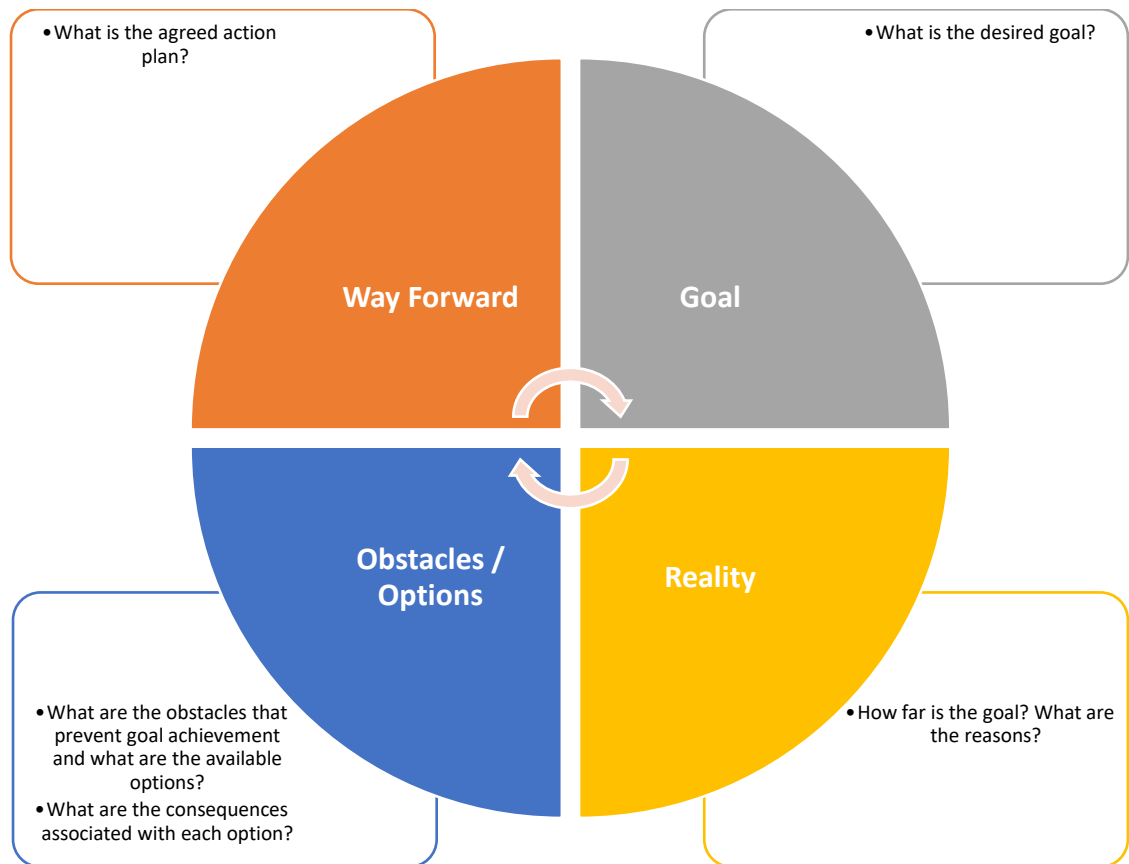 •What is the agreed action
plan?
•What is the desired goal?
Way Forward
Goal
Obstacles /
Options
Reality
•What are the obstacles that
prevent goal achievement
and what are the available
options?
•What are the consequences
associated with each option?
•How far is the goal? What are
the reasons?